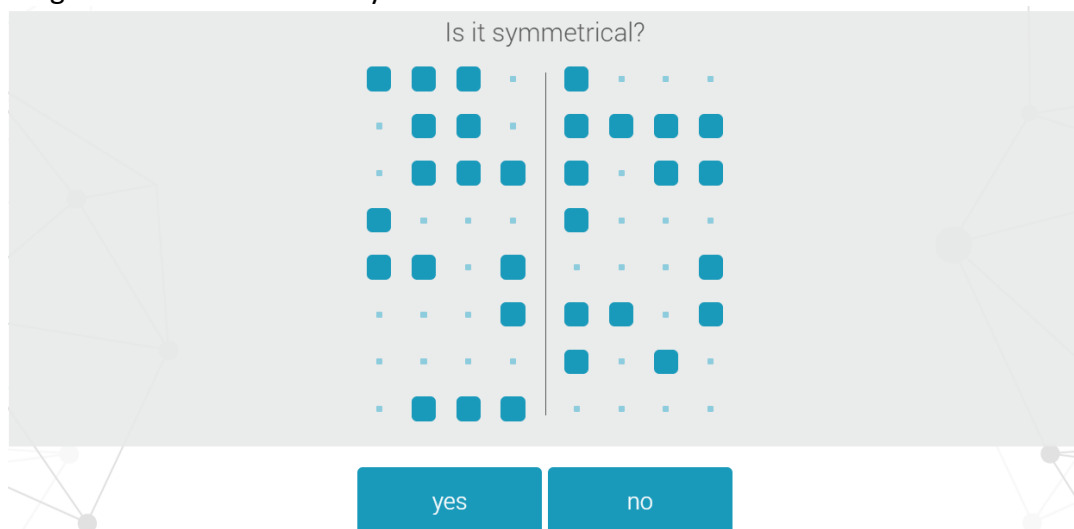 Is it symmetrical?
yes
no